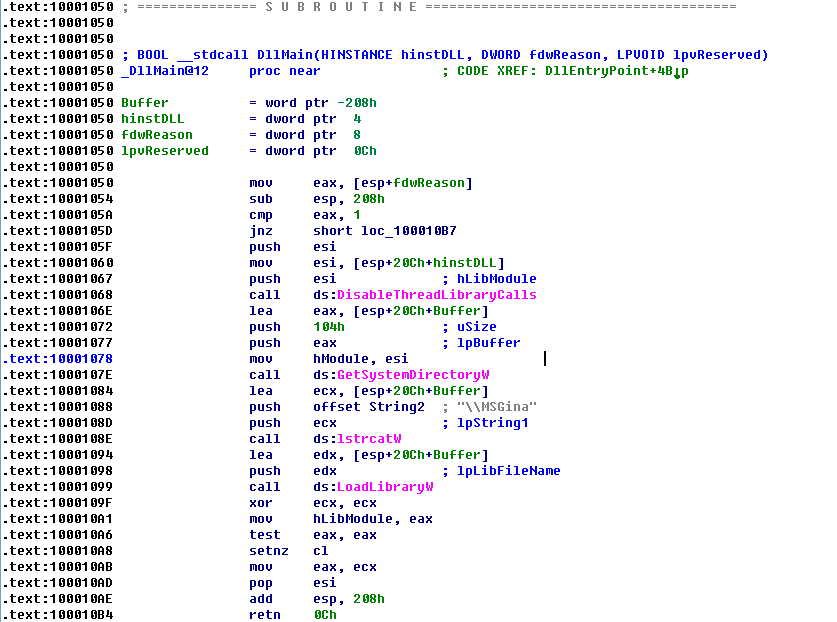 .text:10001050 ; =============== S U B R O U T I N E =======================================
.text:10001050
.text:10001050
.text:10001050 ; BOOL __stdcall DllMain(HINSTANCE hinstDLL, DWORD fdwReason, LPVOID lpvReserved)
.text:10001050 _DllMain@12 proc near ; CODE XREF: DllEntryPoint+4B↓p
.text:10001050
.text:10001050 Buffer = word ptr -208h
.text:10001050 hinstDLL = dword ptr 4
.text:10001050 fdwReason = dword ptr 8
.text:10001050 lpvReserved = dword ptr 0Ch
.text:10001050
.text:10001050 mov eax, [esp+fdwReason]
.text:10001054 sub esp, 208h
.text:1000105A cmp eax, 1
.text:1000105D jnz short loc_100010B7
.text:1000105F push esi
.text:10001060 mov esi, [esp+20Ch+hinstDLL]
.text:10001067 push esi ; hLibModule
.text:10001068 call ds:DisableThreadLibraryCalls
.text:1000106E lea eax, [esp+20Ch+Buffer]
.text:10001072 push 104h ; uSize
.text:10001077 push eax ; lpBuffer
.text:10001078 mov hModule, esi
.text:1000107E call ds:GetSystemDirectoryW
.text:10001084 lea ecx, [esp+20Ch+Buffer]
.text:10001088 push offset String2 ; "\\MSGina"
.text:1000108D push ecx ; lpString1
.text:1000108E call ds:lstrcatW
.text:10001094 lea edx, [esp+20Ch+Buffer]
.text:10001098 push edx ; lpLibFileName
.text:10001099 call ds:LoadLibraryW
.text:1000109F xor ecx, ecx
.text:100010A1 mov hLibModule, eax
.text:100010A6 test eax, eax
.text:100010A8 setnz cl
.text:100010AB mov eax, ecx
.text:100010AD pop esi
.text:100010AE add esp, 208h
.text:100010B4 retn 0Ch